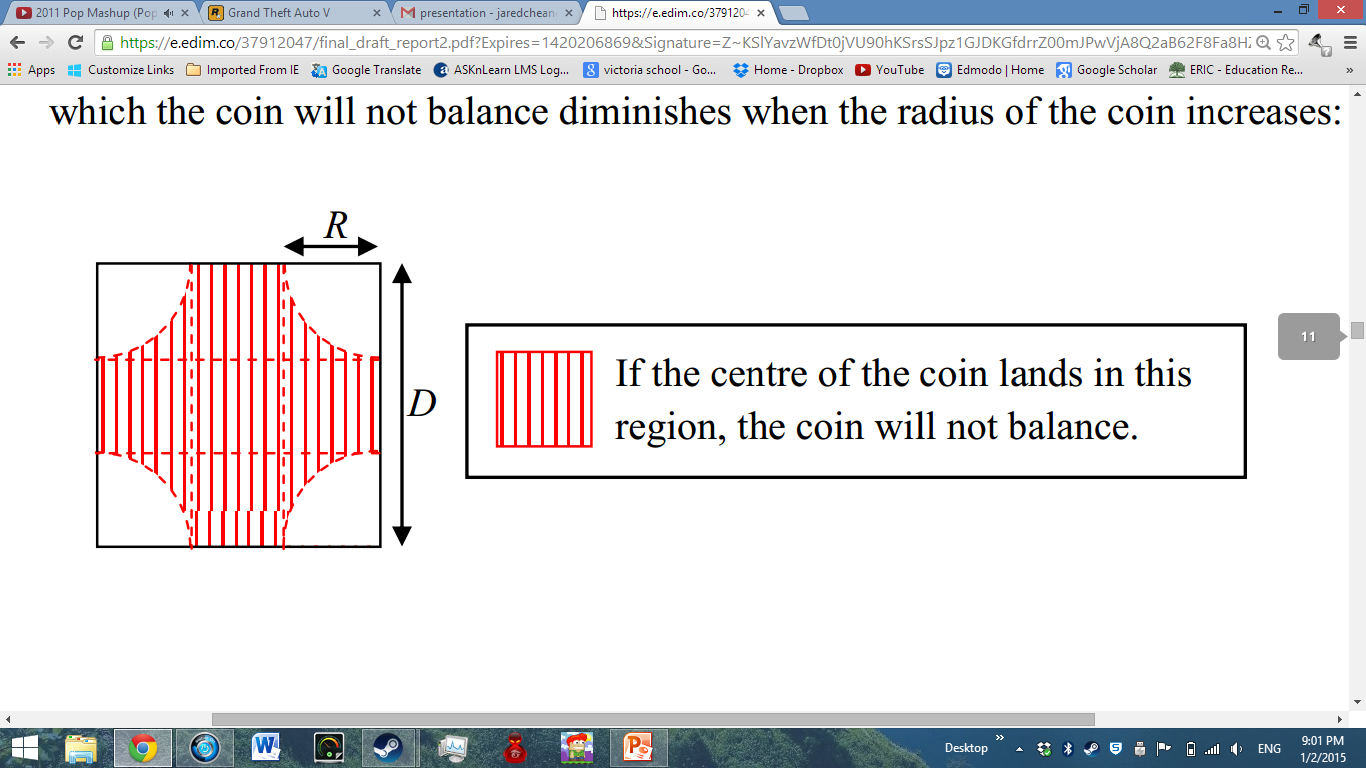 2011 Pop Mashup (Pop
Grand Theft Auto V
presentation - jaredchean
https://e.edim.co/379120
https://e.edim.co/37912047/final_draft_report2.pdf?Expires=1420206869&Signature=Z~KSlYavzWfDt0jVU90hKSrsSJpz1GJDKGfdrrZ00mJPwVjA8Q2aB62F8Fa8HZ
Apps
Customize Links
Imported From IE
Google Translate
ASKnLearn LMS Log...
victoria school - Go...
Home - Dropbox
YouTube
Edmodo | Home
Google Scholar
ERIC - Education Re...
»
which the coin will not balance diminishes when the radius of the coin increases:
R
D
If the centre of the coin lands in this
region, the coin will not balance.
11
Desktop
»
ENG
9:01 PM
1/2/2015